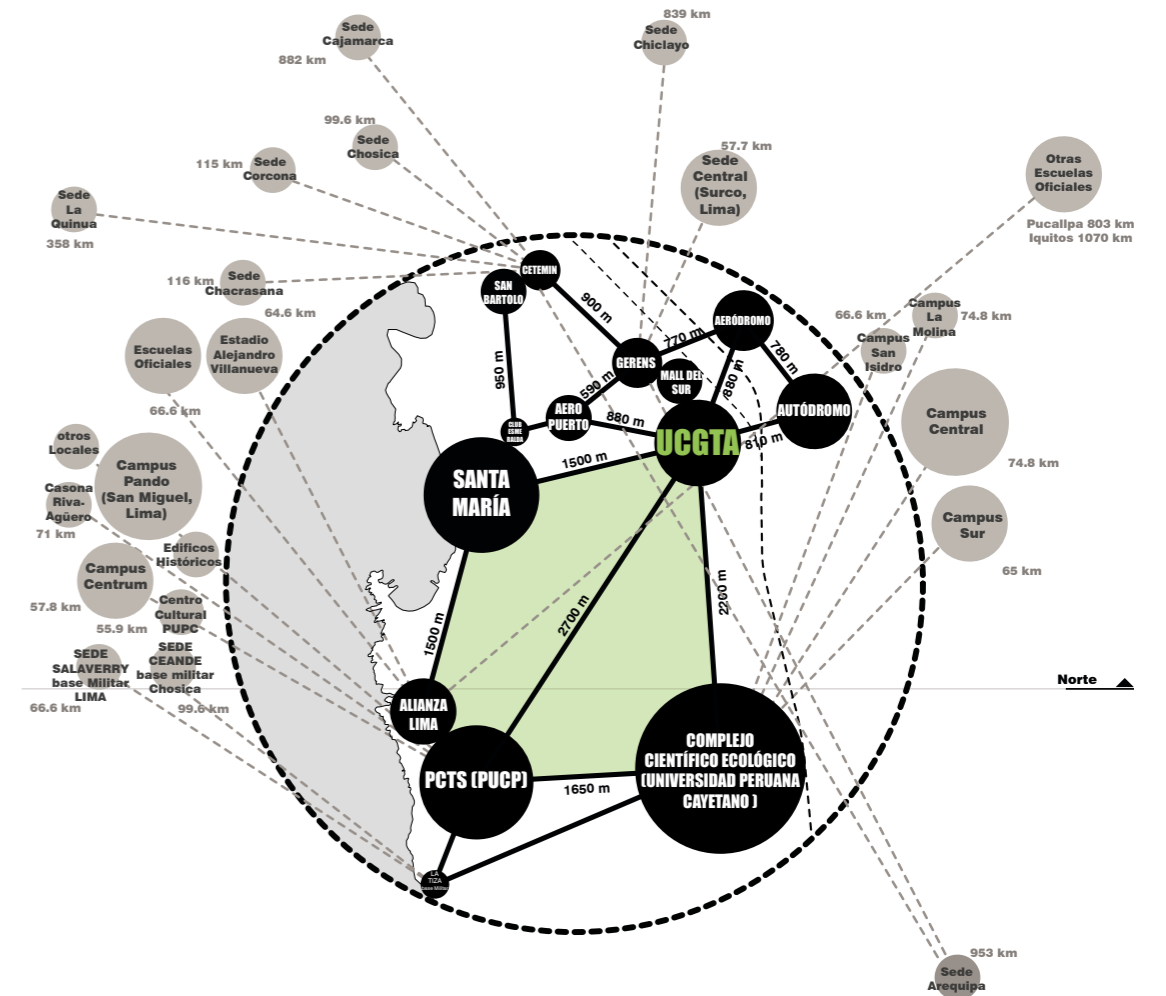 839 km
Sede
Chiclayo
Sede
Cajamarca
882 km
99.6 km
Sede
Chosica
57.7 km
Sede
Central
(Surco,
Lima)
115 km
Sede
Corcona
Otras
Escuelas
Oficiales
Pucallpa 803 km
Iquitos 1070 km
Sede
La
Quinua
358 km
116 km
Sede
Chacrasana
64.6 km
CETEMIN
SAN
BARTOLO
900 m
950 m
770 m
AERÓDROMO
780 m
880 m
GERENS
MALL DEL
SUR
590 m
AERO
PUERTO
880 m
CLUB
ESME
RALDA
UCGTA
810 m
AUTÓDROMO
66.6 km
Campus
La
Molina
74.8 km
Campus
San
Isidro
Campus
Central
74.8 km
Campus
Sur
65 km
Escuelas
Oficiales
Estadio
Alejandro
Villanueva
66.6 km
otros
Locales
Campus
Pando
(San Miguel,
Lima)
Casona
Riva-
Agüero
71 km
Edificos
Históricos
Campus
Centrum
57.8 km
Centro
Cultural
PUPC
55.9 km
SEDE
SALAVERRY
base Militar
LIMA
66.6 km
SEDE
CEANDE
base militar
Chosica
99.6 km
SANTA
MARÍA
1500 m
1500 m
2700 m
2200 m
ALIANZA
LIMA
PCTS (PUCP)
1650 m
COMPLEJO
CIENTÍFICO ECOLÓGICO
(UNIVERSIDAD PERUANA
CAYETANO )
LA
TIZA
base Militar
Norte
953 km
Sede
Arequipa